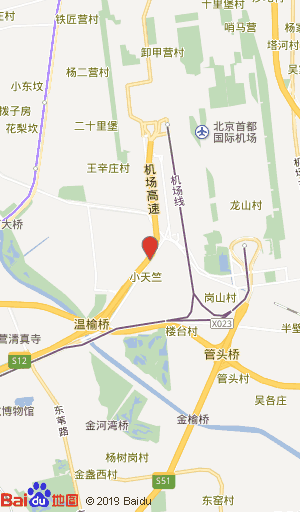 十里堡村
铁匠营村
哨马营
卸甲营村
塔河村
杨二营村
小东坟
拨子房
二十里堡
花梨坎
北京首都
国际机场
王辛庄村
机场高速
机场线
龙山村
大桥
小天竺
岗山村
X023
温榆桥
楼台村
半壁
营清真寺
管头桥
S12
管头村
吴各庄
博物馆
东苇路
金榆桥
金河湾桥
杨树岗村
金盏西村
S51
东窑村
Bai du 地图
© 2019 Baidu